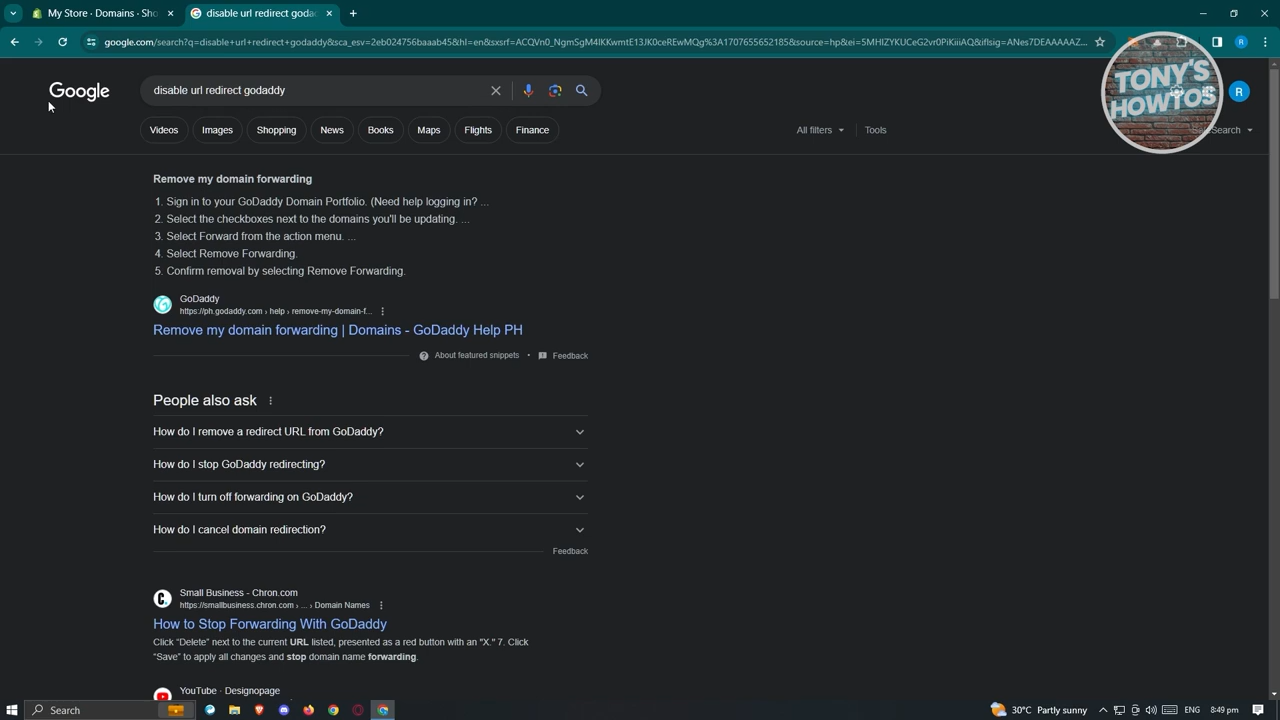 My Store · Domains · Sho
disable url redirect goda
google.com/search?q=disable+url+redirect+godaddy&sca_esv=2eb024756baaab45&hl=en&sxsrf=ACQVn0_NgmSgM4IKKwmtE13JK0ceREwMQg%3A1707655652185&source=hp&ei=5MHIZYKUCeG2vr0PiKiiiAQ&iflsig=ANes7DEAAAAAZ...
R
Google
disable url redirect godaddy
TONY'S
HOWTOS
R
Videos
Images
Shopping
News
Books
Maps
Flights
Finance
All filters
Tools
SafeSearch
Remove my domain forwarding
1. Sign in to your GoDaddy Domain Portfolio. (Need help logging in? ...
2. Select the checkboxes next to the domains you'll be updating. ...
3. Select Forward from the action menu. ...
4. Select Remove Forwarding.
5. Confirm removal by selecting Remove Forwarding.
GoDaddy
https://ph.godaddy.com › help › remove-my-domain-f...
Remove my domain forwarding | Domains - GoDaddy Help PH
About featured snippets
•
Feedback
People also ask
How do I remove a redirect URL from GoDaddy?
How do I stop GoDaddy redirecting?
How do I turn off forwarding on GoDaddy?
How do I cancel domain redirection?
Feedback
Small Business - Chron.com
https://smallbusiness.chron.com › ... › Domain Names
How to Stop Forwarding With GoDaddy
Click “Delete” next to the current URL listed, presented as a red button with an "X." 7. Click
“Save” to apply all changes and stop domain name forwarding.
YouTube · Designopage
Search
30°C Partly sunny
ENG
8:49 pm